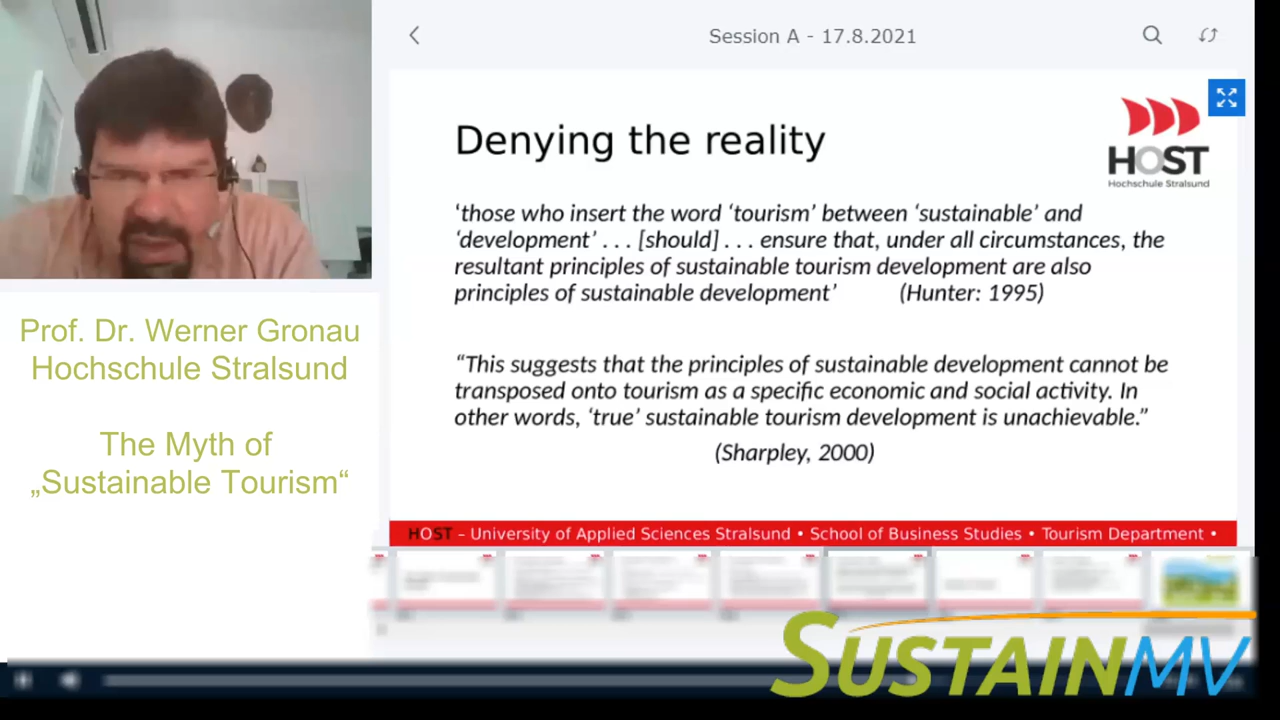 Session A - 17.8.2021
Denying the reality
HOST
Hochschule Stralsund
‘those who insert the word ‘tourism’ between ‘sustainable’ and
‘development’ . . . [should] . . . ensure that, under all circumstances, the
resultant principles of sustainable tourism development are also
principles of sustainable development’ (Hunter: 1995)
“This suggests that the principles of sustainable development cannot be
transposed onto tourism as a specific economic and social activity. In
other words, ‘true’ sustainable tourism development is unachievable.”
(Sharpley, 2000)
HOST – University of Applied Sciences Stralsund • School of Business Studies • Tourism Department •
Prof. Dr. Werner Gronau
Hochschule Stralsund
The Myth of
„Sustainable Tourism“
SUSTAINMV